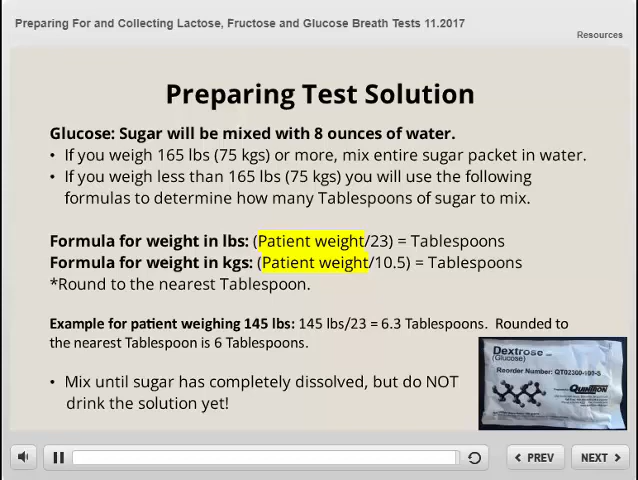 Preparing For and Collecting Lactose, Fructose and Glucose Breath Tests 11.2017
Resources
Preparing Test Solution
Glucose: Sugar will be mixed with 8 ounces of water.
• If you weigh 165 lbs (75 kgs) or more, mix entire sugar packet in water.
• If you weigh less than 165 lbs (75 kgs) you will use the following
formulas to determine how many Tablespoons of sugar to mix.
Formula for weight in lbs: (Patient weight/23) = Tablespoons
Formula for weight in kgs: (Patient weight/10.5) = Tablespoons
*Round to the nearest Tablespoon.
Example for patient weighing 145 lbs: 145 lbs/23 = 6.3 Tablespoons. Rounded to
the nearest Tablespoon is 6 Tablespoons.
• Mix until sugar has completely dissolved, but do NOT
drink the solution yet!
Dextrose
(Glucose)
Reorder Number: QT02300-100-S
QUINTRON
PREV
NEXT